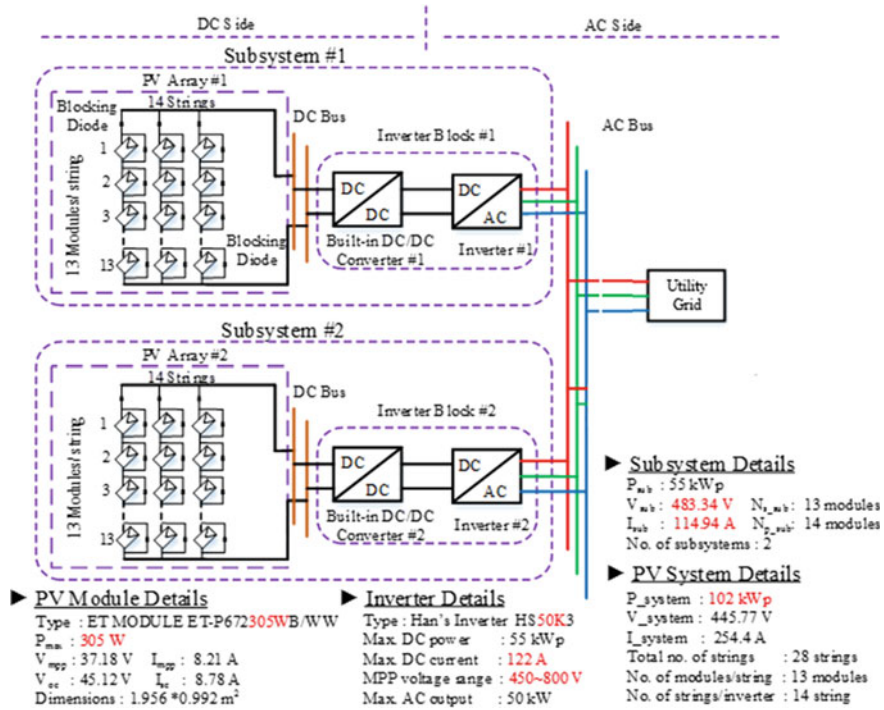 DC Side
AC Side
Subsystem #1
PV Array #1
14 Strings
Blocking
Diode
DC Bus
Inverter Block #1
AC Bus
13 Modules/string
1
2
3
13
DC
DC
DC
AC
Blocking
Diode
Built-in DC/DC
Converter #1
Inverter #1
Utility
Grid
Subsystem #2
PV Array #2
14 Strings
DC Bus
Inverter Block #2
13 Modules/string
1
2
3
13
DC
DC
DC
AC
Built-in DC/DC
Converter #2
Inverter #2
► Subsystem Details
P_sub : 55 kWp
V_sub : 483.34 V N_s_sub : 13 modules
I_sub : 114.94 A N_p_sub : 14 modules
No. of subsystems : 2
► PV System Details
P_system : 102 kWp
V_system : 445.77 V
I_system : 254.4 A
Total no. of strings : 28 strings
No. of modules/string : 13 modules
No. of strings/inverter : 14 string
► PV Module Details
Type : ET MODULE ET-P672305WB/WW
P_max : 305 W
V_mpp : 37.18 V I_mpp : 8.21 A
V_oc : 45.12 V I_sc : 8.78 A
Dimensions : 1.956 *0.992 m²
► Inverter Details
Type : Han's Inverter HS50K3
Max. DC power : 55 kWp
Max. DC current : 122 A
MPP voltage range : 450~800 V
Max. AC output : 50 kW